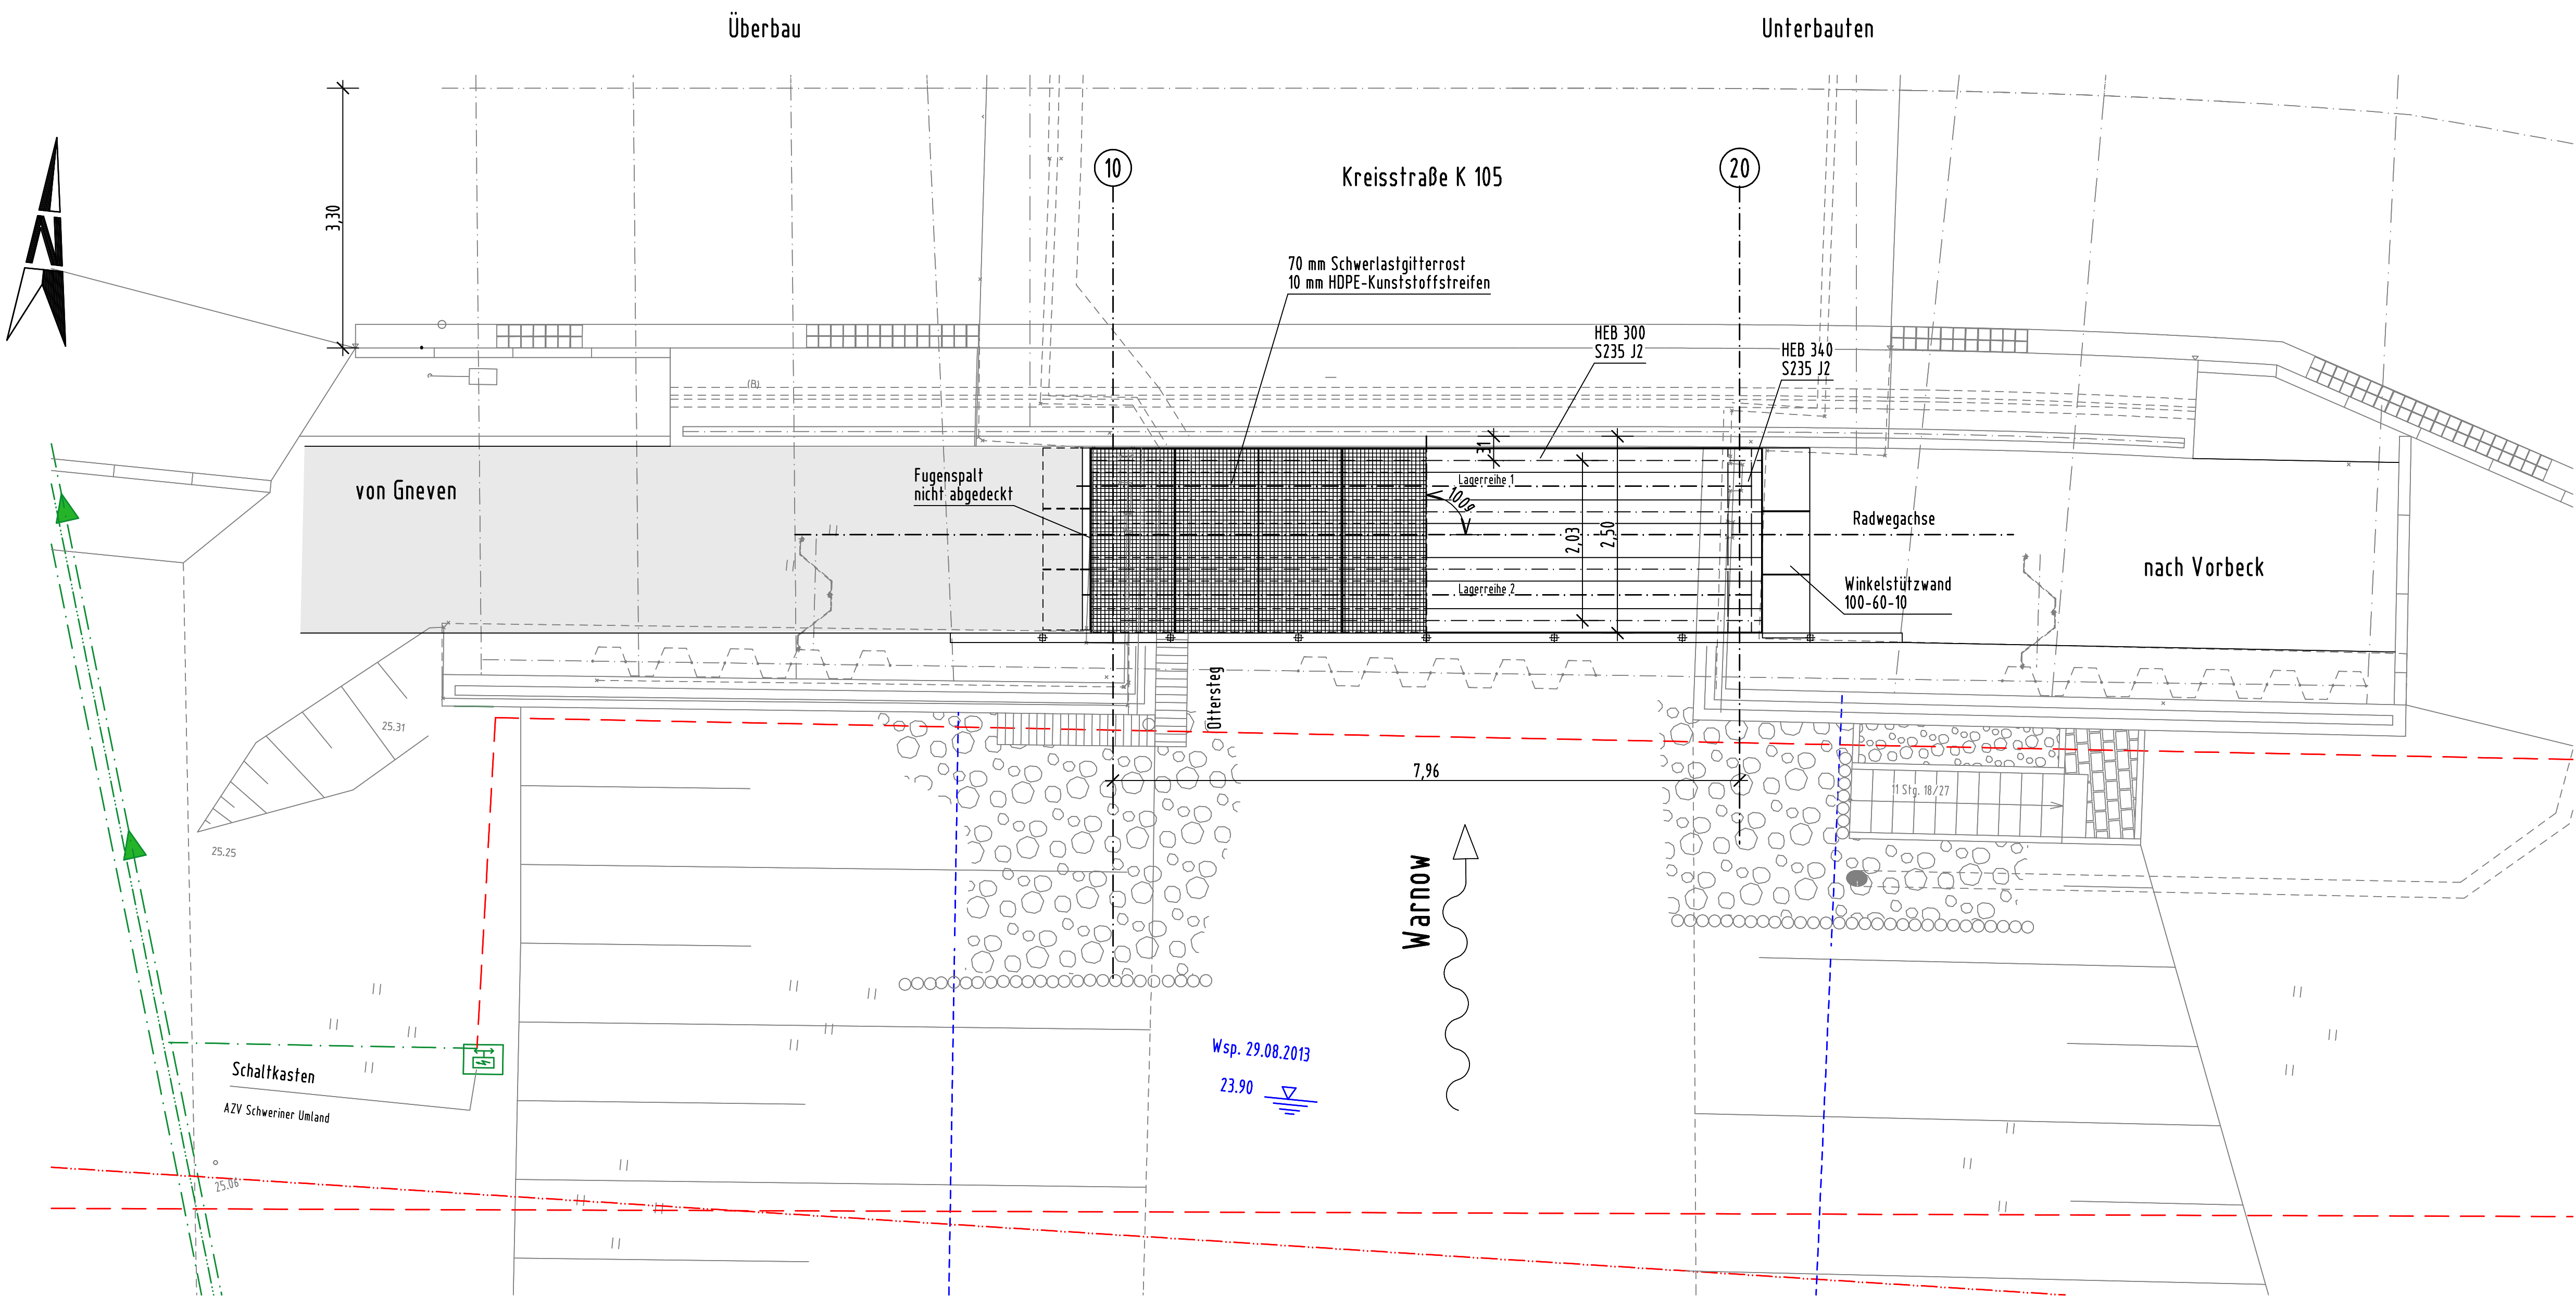 Überbau
Unterbauten
10
20
Kreisstraße K 105
3,30
N
70 mm Schwerlastgitterrost
10 mm HDPE-Kunststoffstreifen
HEB 300
S235 J2
HEB 340
S235 J2
(B)
31
von Gneven
Fugenspalt
nicht abgedeckt
Lagerreihe 1
100g
2,03
2,50
Radwegachse
nach Vorbeck
Winkelstützwand
100-60-10
Lagerreihe 2
Ottersteg
25.31
7,96
11 Stg. 18/27
25.25
Warnow
Wsp. 29.08.2013
23.90
Schaltkasten
AZV Schweriner Umland
25.06